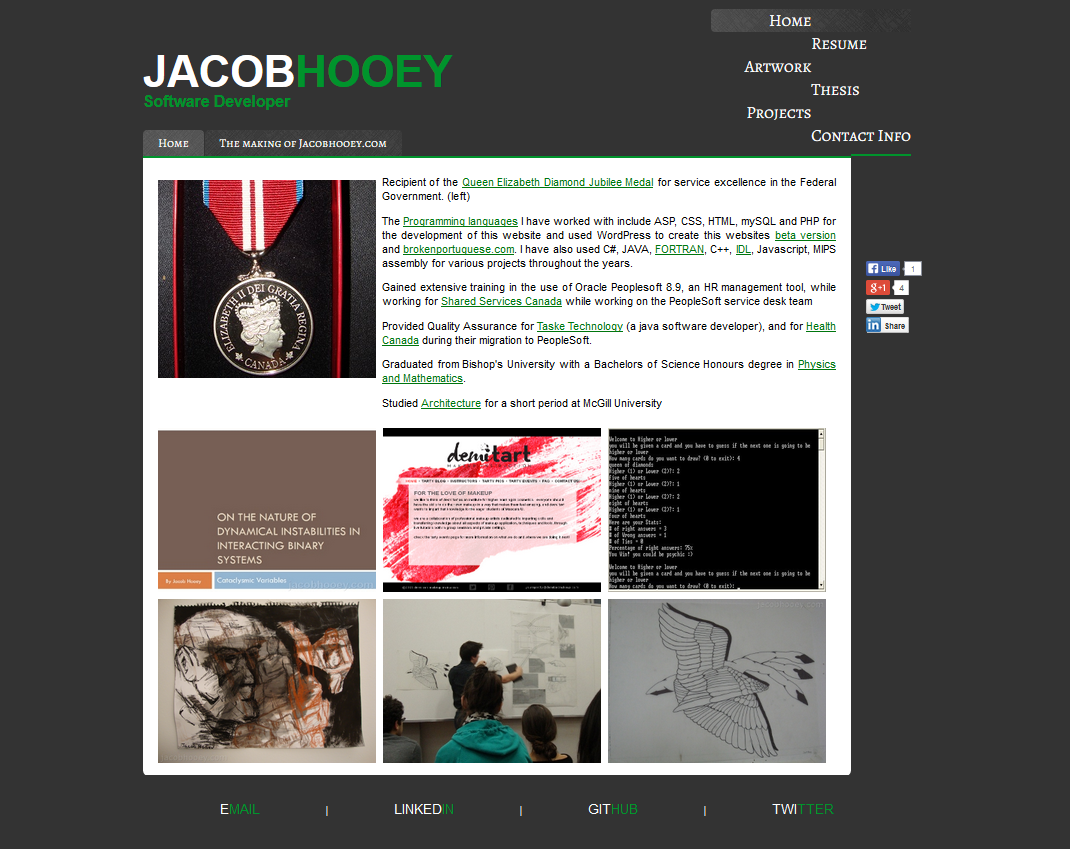 Home
Resume
Artwork
Thesis
Projects
Contact Info
JACOBHOOEY
Software Developer
Home
The making of Jacobhooey.com
Recipient of the Queen Elizabeth Diamond Jubilee Medal for service excellence in the Federal
Government. (left)
The Programming languages I have worked with include ASP, CSS, HTML, mySQL and PHP for
the development of this website and used WordPress to create this websites beta version
and brokenportuguese.com. I have also used C#, JAVA, FORTRAN, C++, IDL, Javascript, MIPS
assembly for various projects throughout the years.
Gained extensive training in the use of Oracle Peoplesoft 8.9, an HR management tool, while
working for Shared Services Canada while working on the PeopleSoft service desk team
Provided Quality Assurance for Taske Technology (a java software developer), and for Health
Canada during their migration to PeopleSoft.
Graduated from Bishop's University with a Bachelors of Science Honours degree in Physics
and Mathematics.
Studied Architecture for a short period at McGill University
ELIZABETH II DEI GRATIA REGINA
CANADA
Like 1
g+1 4
Tweet
in Share
ON THE NATURE OF
DYNAMICAL INSTABILITIES IN
INTERACTING BINARY
SYSTEMS
By Jacob Hooey
Cataclysmic Variables
jacobhooey.com
demitart
HOME TARTY BLOG INSTRUCTORS TARTY PICS TARTY EVENTS FAQ CONTACT US
FOR THE LOVE OF MAKEUP
Welcome to Higher or lower
you will be given a card and you have to guess if the next one is going to be
higher or lower
How many cards do you want to draw? (0 to exit): 4
queen of diamonds
Higher (1) or Lower (2)?: 2
five of hearts
Higher (1) or Lower (2)?: 1
nine of hearts
Higher (1) or Lower (2)?: 2
eight of hearts
Higher (1) or Lower (2)?: 1
four of hearts
Here are your Stats:
# of right answers = 3
# of Wrong answers = 1
# of Ties = 0
Percentage of right answers: 75%
You Win! you could be psychic :)
Welcome to Higher or lower
you will be given a card and you have to guess if the next one is going to be
higher or lower
How many cards do you want to draw? (0 to exit):
EMAIL
LINKEDIN
GITHUB
TWITTER